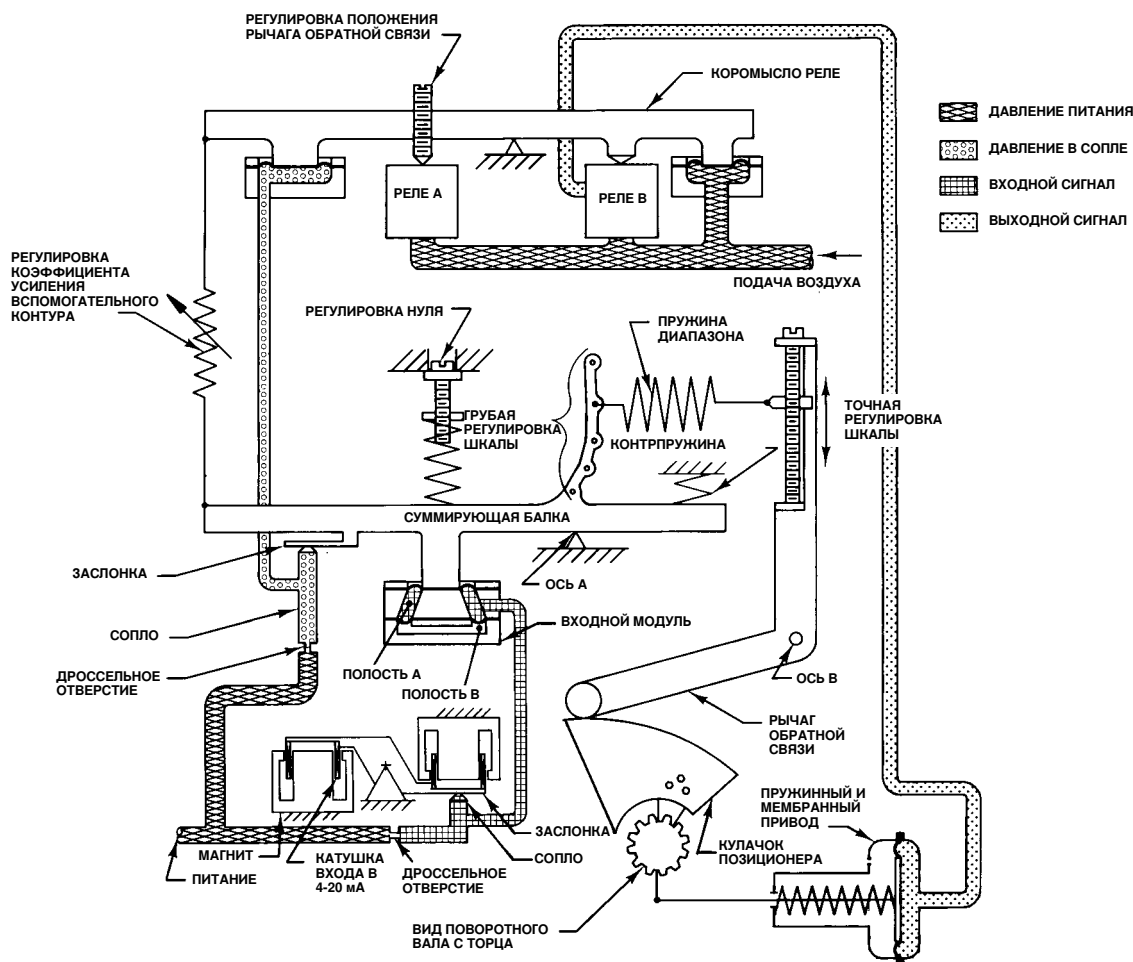 РЕГУЛИРОВКА ПОЛОЖЕНИЯ
РЫЧАГА ОБРАТНОЙ СВЯЗИ
КОРОМЫСЛО РЕЛЕ
ДАВЛЕНИЕ ПИТАНИЯ
ДАВЛЕНИЕ В СОПЛЕ
ВХОДНОЙ СИГНАЛ
ВЫХОДНОЙ СИГНАЛ
РЕЛЕ А
РЕЛЕ В
ПОДАЧА ВОЗДУХА
РЕГУЛИРОВКА
КОЭФФИЦИЕНТА
УСИЛЕНИЯ
ВСПОМОГАТЕЛЬНОГО
КОНТУРА
РЕГУЛИРОВКА НУЛЯ
ПРУЖИНА
ДИАПАЗОНА
ГРУБАЯ
РЕГУЛИРОВКА
ШКАЛЫ
КОНТРПРУЖИНА
ТОЧНАЯ
РЕГУЛИРОВКА
ШКАЛЫ
СУММИРУЮЩАЯ БАЛКА
ЗАСЛОНКА
ОСЬ А
СОПЛО
ВХОДНОЙ МОДУЛЬ
ДРОССЕЛЬНОЕ
ОТВЕРСТИЕ
ПОЛОСТЬ А
ПОЛОСТЬ В
ОСЬ В
РЫЧАГ
ОБРАТНОЙ
СВЯЗИ
ПРУЖИННЫЙ И
МЕМБРАННЫЙ
ПРИВОД
ЗАСЛОНКА
КУЛАЧОК
ПОЗИЦИОНЕРА
МАГНИТ
СОПЛО
ПИТАНИЕ
КАТУШКА
ВХОДА В
4-20 мА
ДРОССЕЛЬНОЕ
ОТВЕРСТИЕ
ВИД ПОВОРОТНОГО
ВАЛА С ТОРЦА